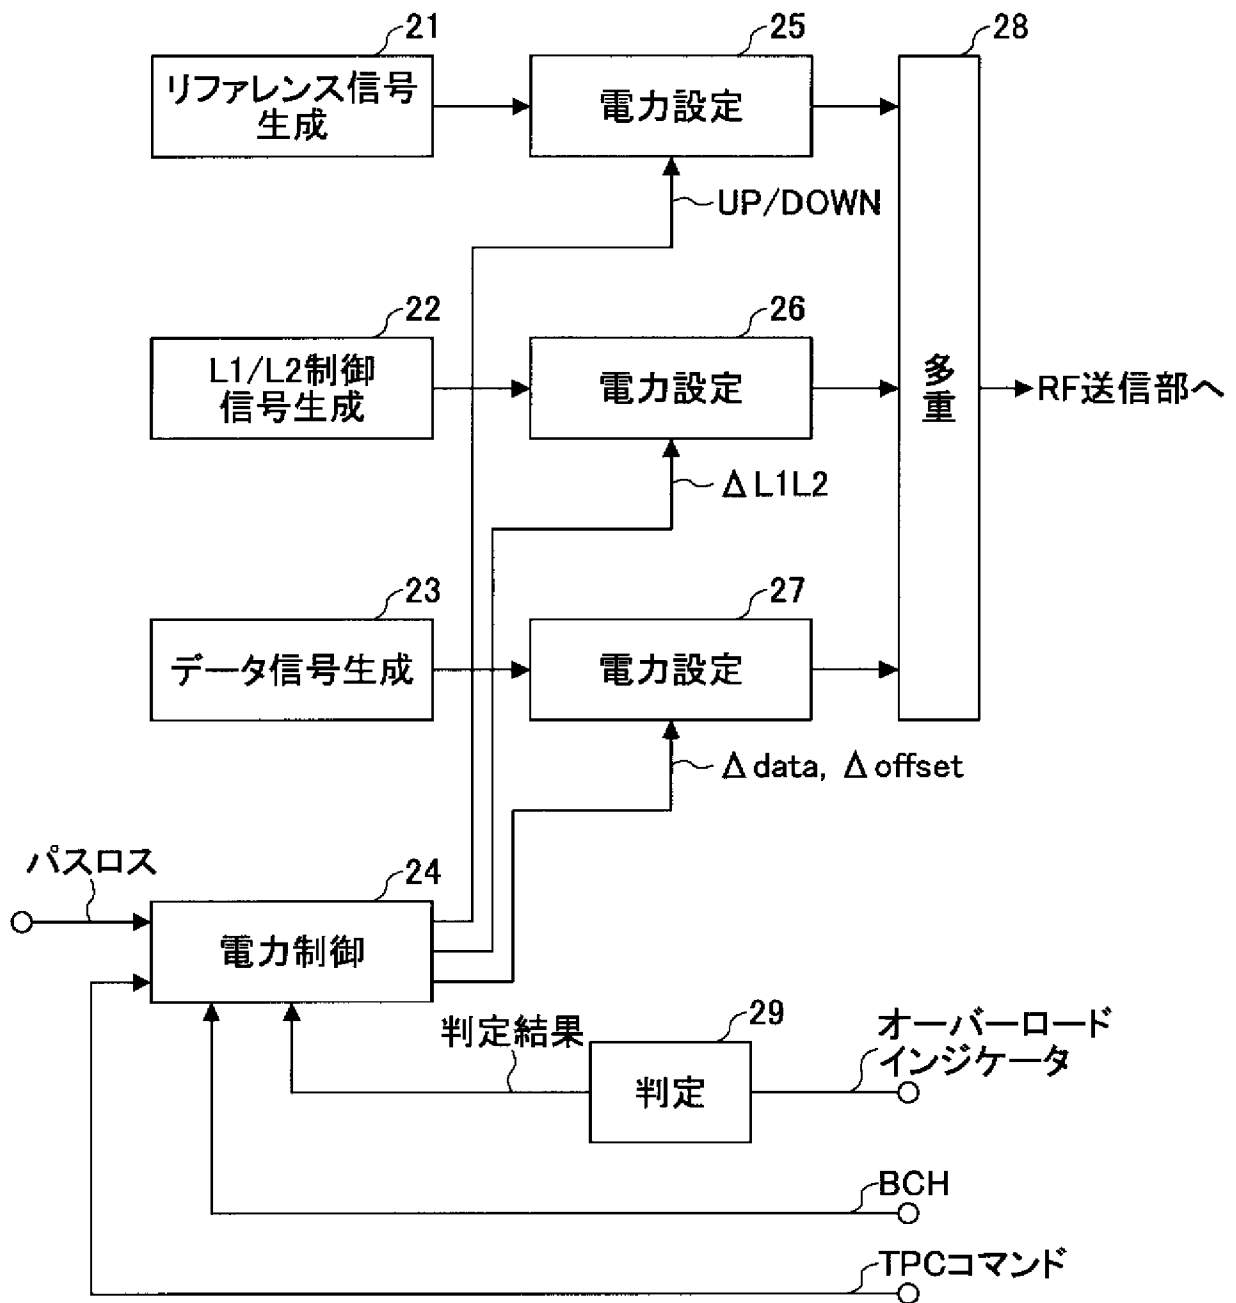 21
25
28
リファレンス信号
生成
電力設定
UP/DOWN
22
26
L1/L2制御
信号生成
電力設定
多重
RF送信部へ
ΔL1L2
23
27
データ信号生成
電力設定
Δdata, Δoffset
パスロス
24
電力制御
判定結果
29
判定
オーバーロード
インジケータ
BCH
TPCコマンド